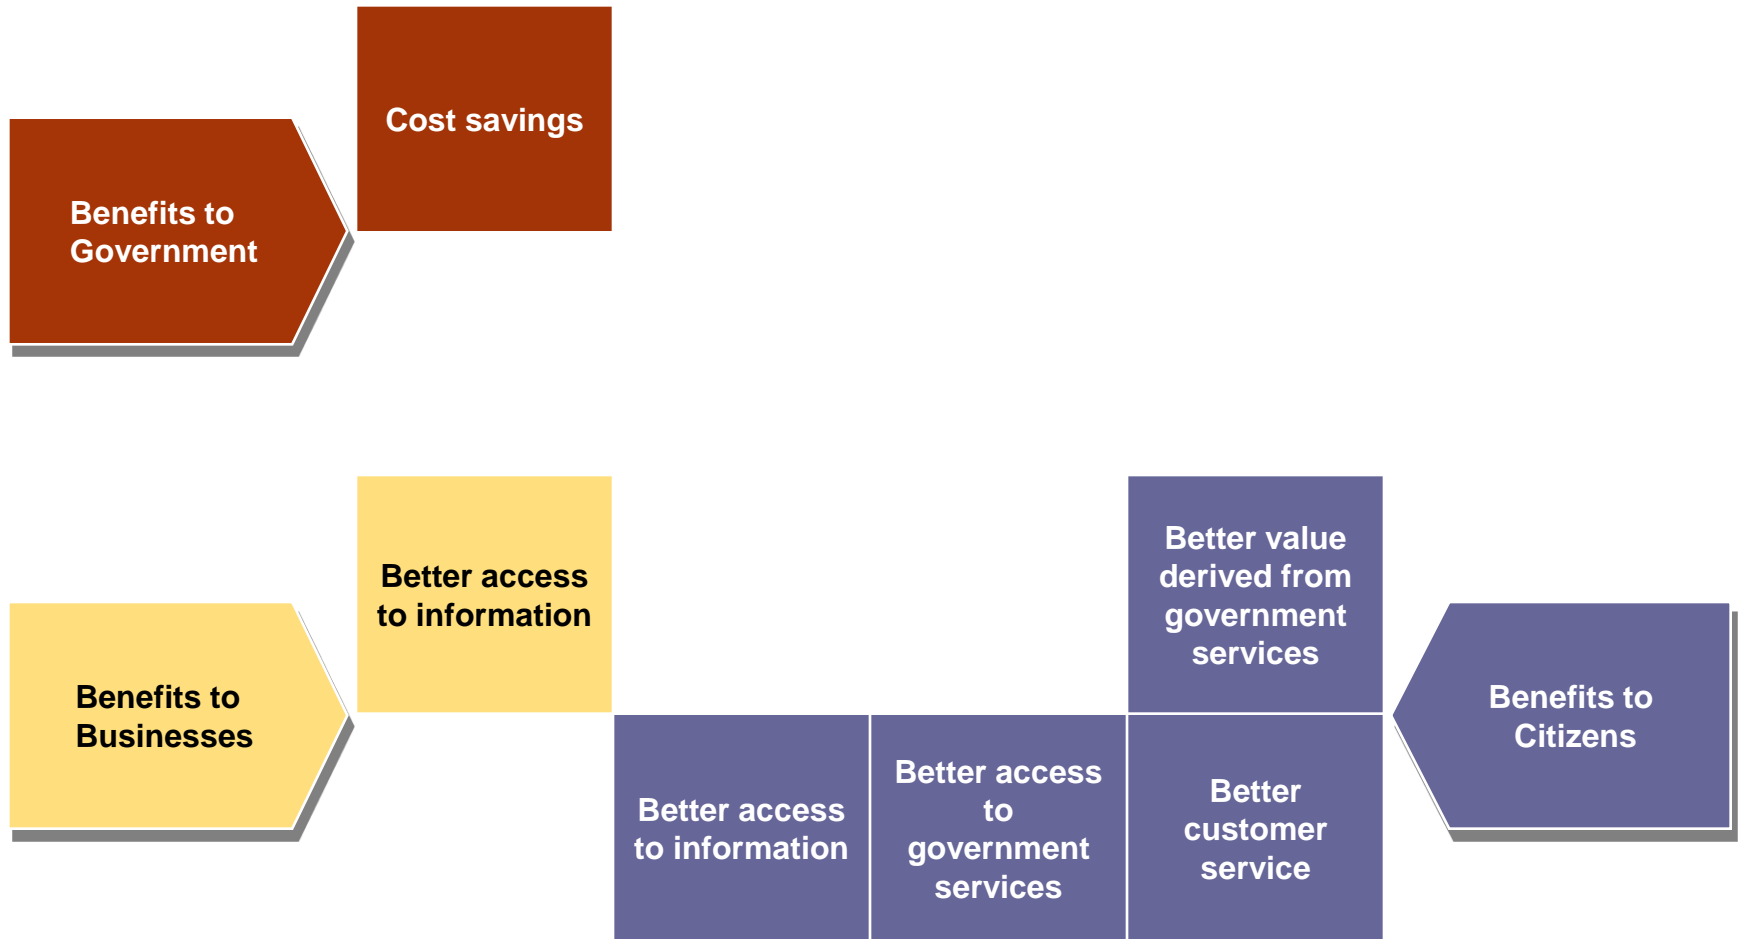 Cost savings
Benefits to
Government
Better access
to information
Benefits to
Businesses
Better value
derived from
government
services
Benefits to
Citizens
Better access
to information
Better access
to
government
services
Better
customer
service